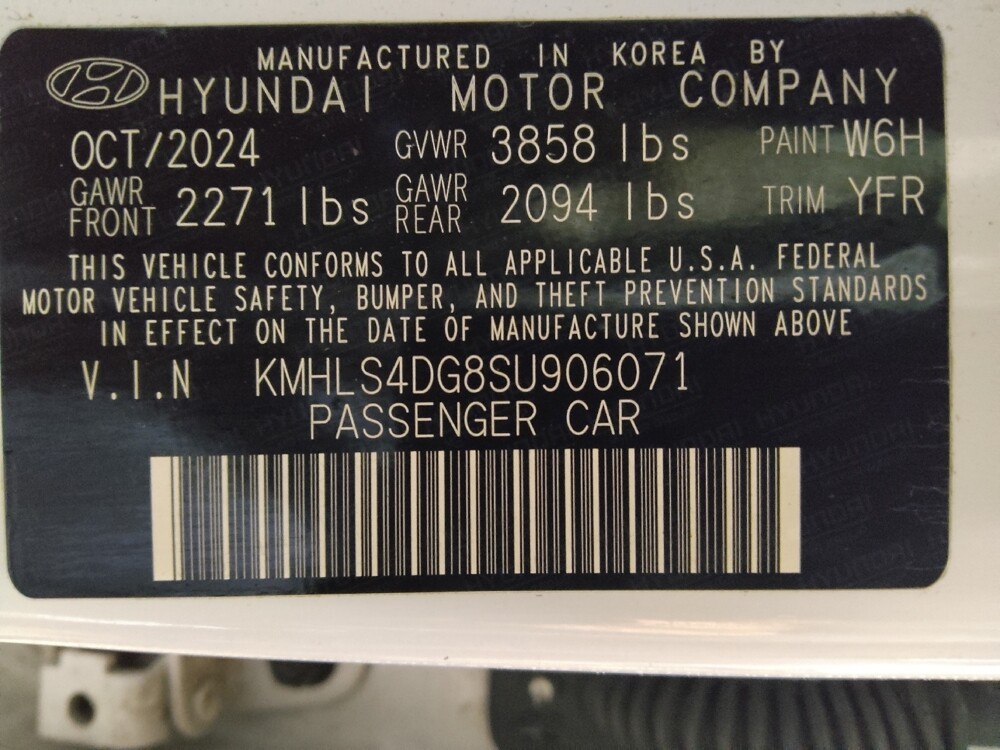 MANUFACTURED IN KOREA BY
HYUNDAI MOTOR COMPANY
OCT/2024 GVWR 3858 lbs PAINT W6H
GAWR FRONT 2271 lbs GAWR REAR 2094 lbs TRIM YFR
THIS VEHICLE CONFORMS TO ALL APPLICABLE U.S.A. FEDERAL
MOTOR VEHICLE SAFETY, BUMPER, AND THEFT PREVENTION STANDARDS
IN EFFECT ON THE DATE OF MANUFACTURE SHOWN ABOVE
V.I.N KMHLS4DG8SU906071
PASSENGER CAR